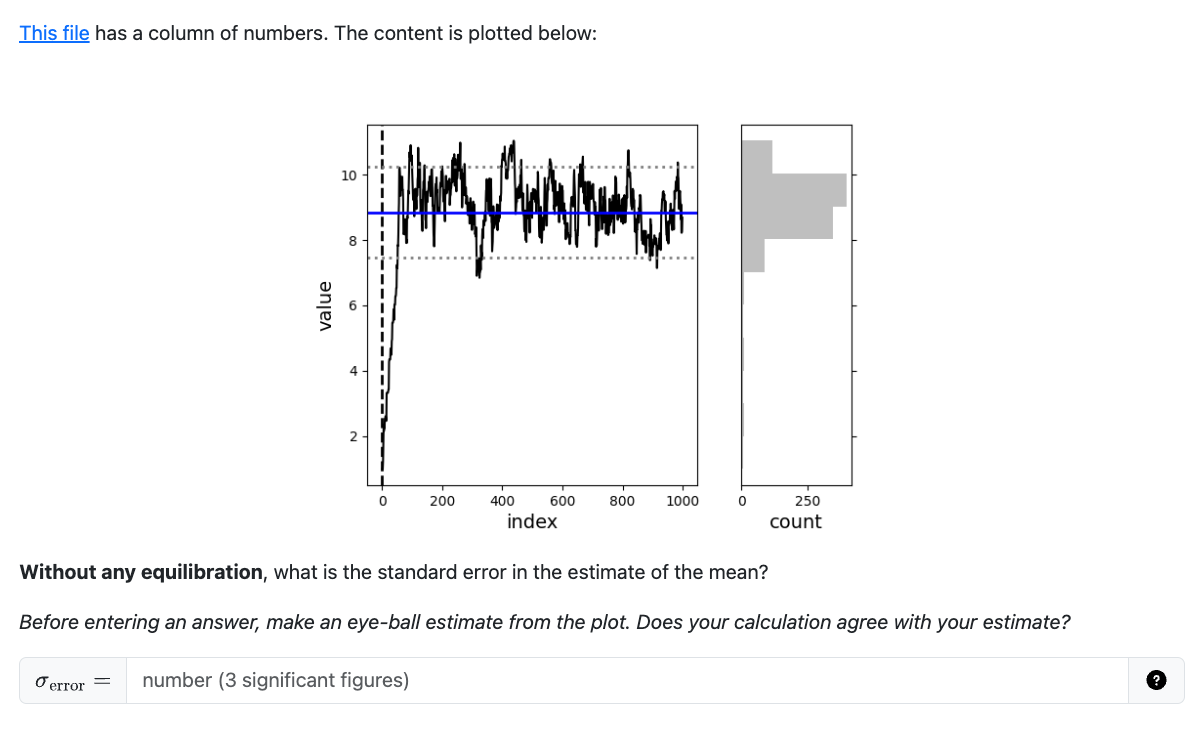 This file has a column of numbers. The content is plotted below:
10
8
6
4
2
value
0 200 400 600 800 1000
index
0 250
count
Without any equilibration, what is the standard error in the estimate of the mean?
Before entering an answer, make an eye-ball estimate from the plot. Does your calculation agree with your estimate?
σerror = number (3 significant figures) ?